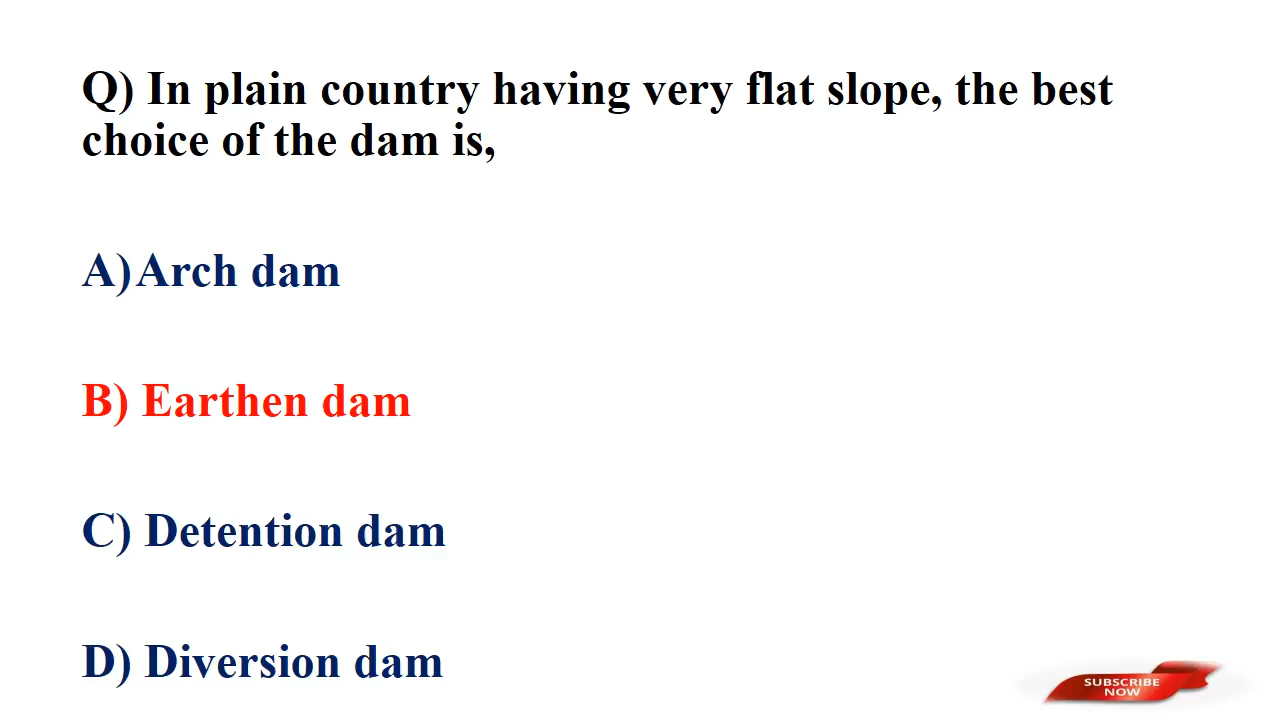 Q) In plain country having very flat slope, the best
choice of the dam is,
A) Arch dam
B) Earthen dam
C) Detention dam
D) Diversion dam
SUBSCRIBE
NOW